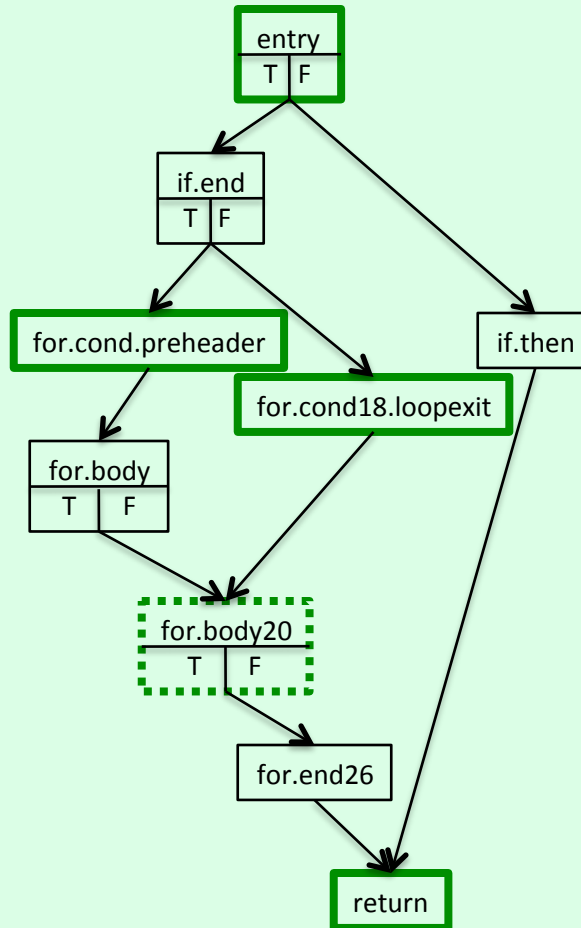 entry
T F
if.end
T F
for.cond.preheader
if.then
for.cond18.loopexit
for.body
T F
for.body20
T F
for.end26
return